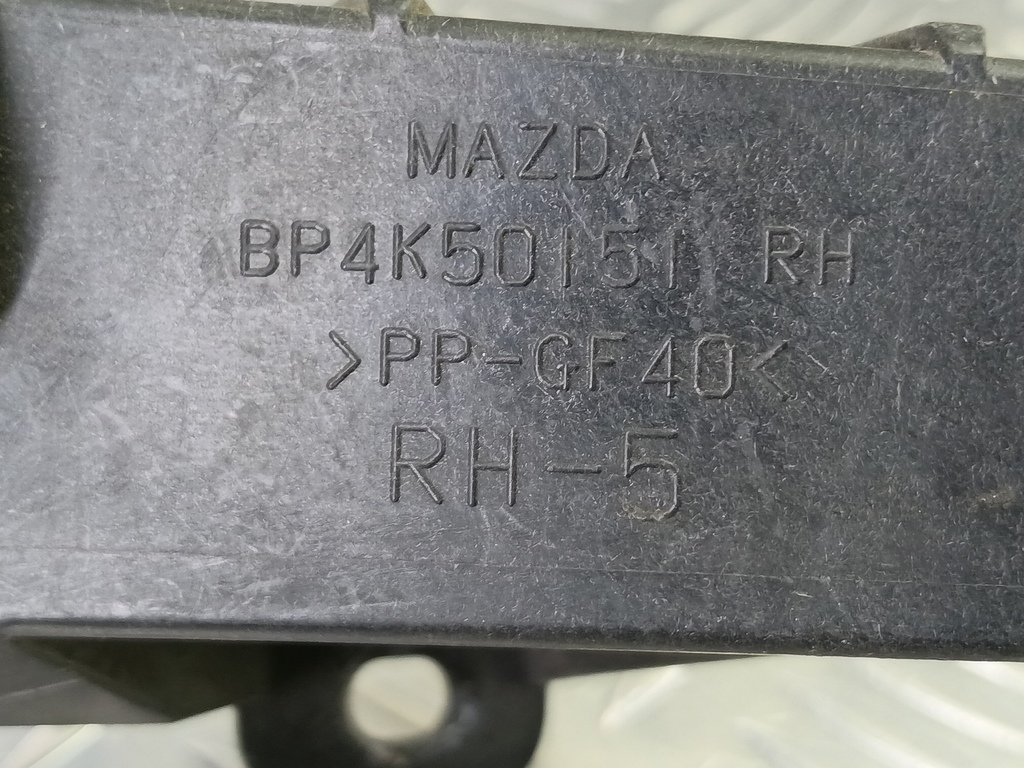 MAZDA
BP4K50151 RH
>PP-GF40<
RH-5